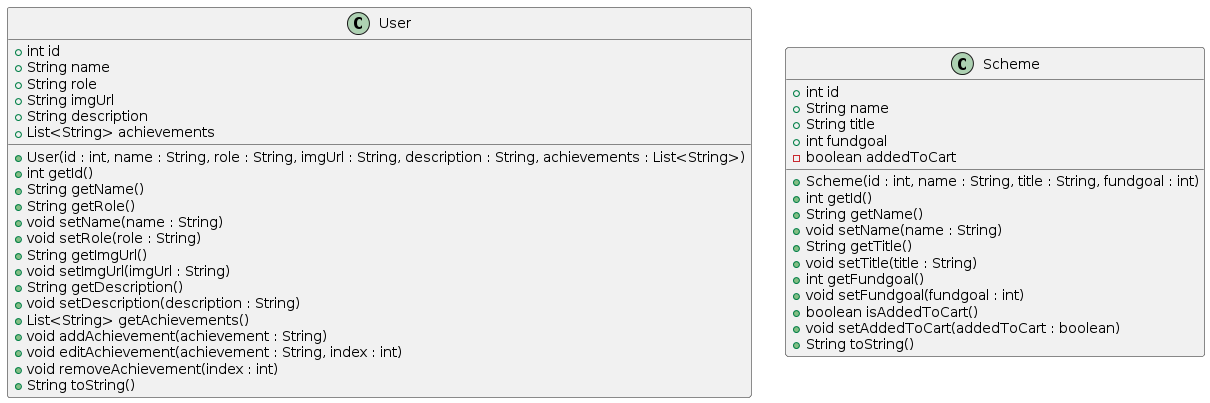 C User
int id
String name
String role
String imgUrl
String description
List<String> achievements
User(id : int, name : String, role : String, imgUrl : String, description : String, achievements : List<String>)
int getId()
String getName()
String getRole()
void setName(name : String)
void setRole(role : String)
String getImgUrl()
void setImgUrl(imgUrl : String)
String getDescription()
void setDescription(description : String)
List<String> getAchievements()
void addAchievement(achievement : String)
void editAchievement(achievement : String, index : int)
void removeAchievement(index : int)
String toString()
C Scheme
int id
String name
String title
int fundgoal
boolean addedToCart
Scheme(id : int, name : String, title : String, fundgoal : int)
int getId()
String getName()
void setName(name : String)
String getTitle()
void setTitle(title : String)
int getFundgoal()
void setFundgoal(fundgoal : int)
boolean isAddedToCart()
void setAddedToCart(addedToCart : boolean)
String toString()